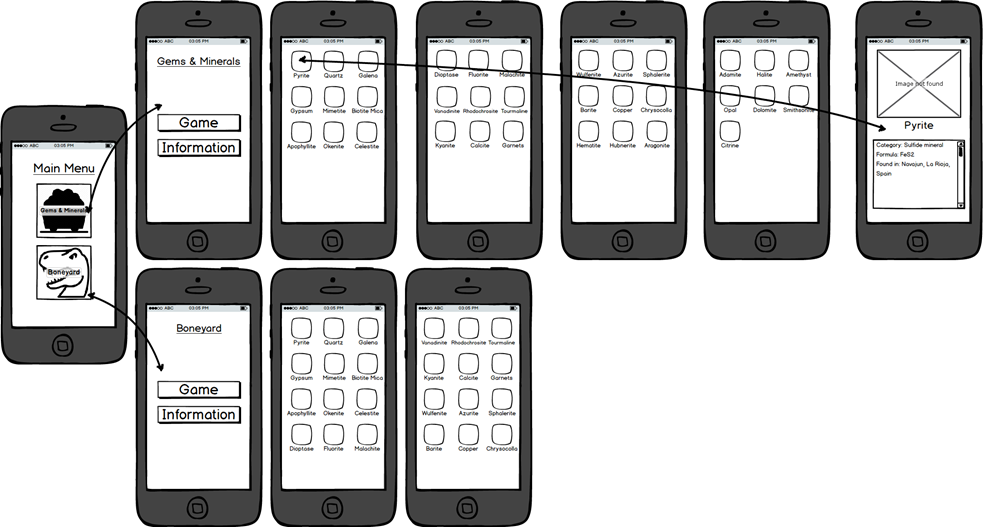 ABC 03:05 PM
Main Menu
Gems & Minerals
Boneyard
ABC 03:05 PM
Gems & Minerals
Game
Information
ABC 03:05 PM
Pyrite Quartz Galena
Gypsum Mimetite Biotite Mica
Apophyllite Okenite Celestite
ABC 03:05 PM
Dioptase Fluorite Malachite
Vanadinite Rhodochrosite Tourmaline
Kyanite Calcite Garnets
ABC 03:05 PM
Wulfenite Azurite Sphalerite
Barite Copper Chrysocolla
Hematite Hubnerite Aragonite
ABC 03:05 PM
Adamite Halite Amethyst
Opal Dolomite Smithsonite
Citrine
ABC 03:05 PM
Image not found
Pyrite
Category: Sulfide mineral
Formula: FeS2
Found in: Navajun, La Rioja,
Spain
ABC 03:05 PM
Boneyard
Game
Information
ABC 03:05 PM
Pyrite Quartz Galena
Gypsum Mimetite Biotite Mica
Apophyllite Okenite Celestite
Dioptase Fluorite Malachite
ABC 03:05 PM
Vanadinite Rhodochrosite Tourmaline
Kyanite Calcite Garnets
Wulfenite Azurite Sphalerite
Barite Copper Chrysocolla